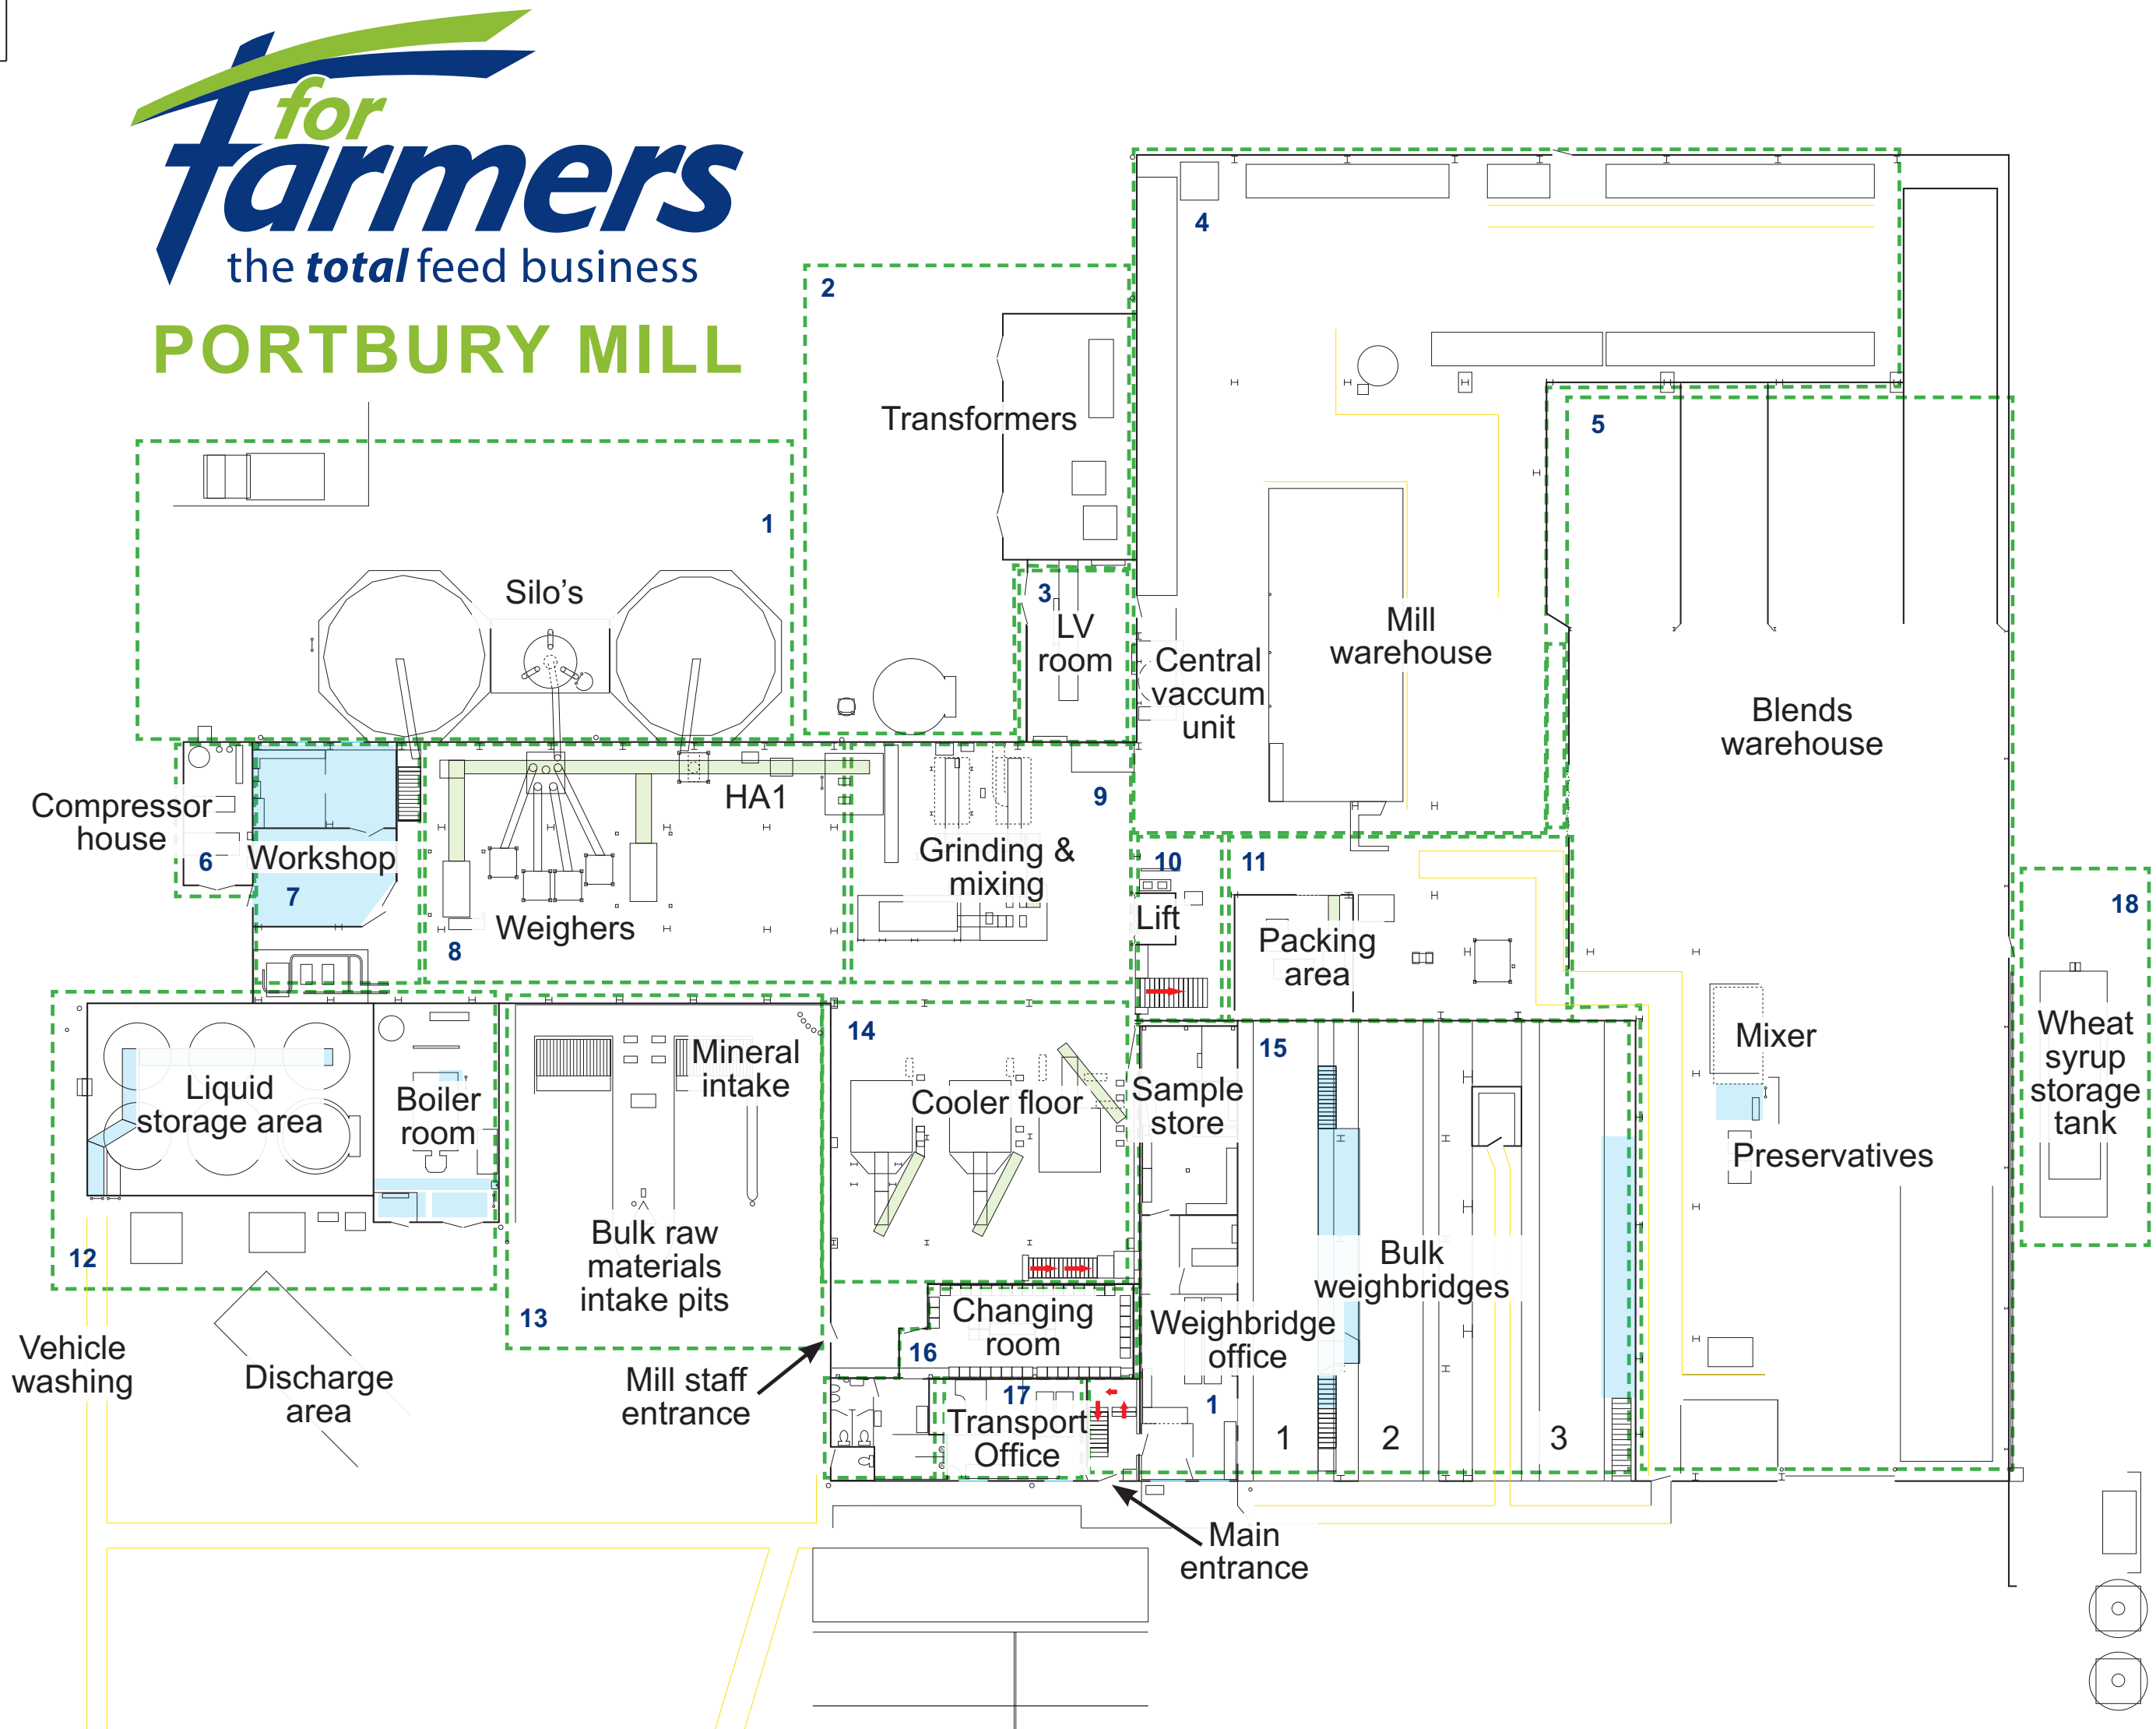 for
farmers
the total feed business
PORTBURY MILL
4
2
5
Transformers
1
Silo's
3
LV
room
Mill
warehouse
Central
vaccum
unit
Blends
warehouse
HA1
9
Compressor
house
6
Workshop
7
Grinding &
mixing
10
11
18
Weighers
8
Lift
Packing
area
14
15
Wheat
syrup
storage
tank
Mixer
Mineral
intake
Liquid
storage area
Boiler
room
Cooler floor
Sample
store
Preservatives
12
Bulk raw
materials
intake pits
13
Bulk
weighbridges
Changing
room
16
Weighbridge
office
Vehicle
washing
Discharge
area
Mill staff
entrance
17
Transport
Office
1
1
2
3
Main
entrance